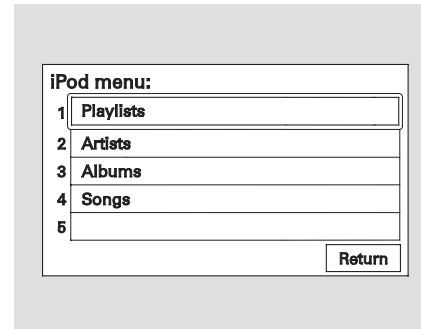 iPod menu:
1 Playlists
2 Artists
3 Albums
4 Songs
5
Return